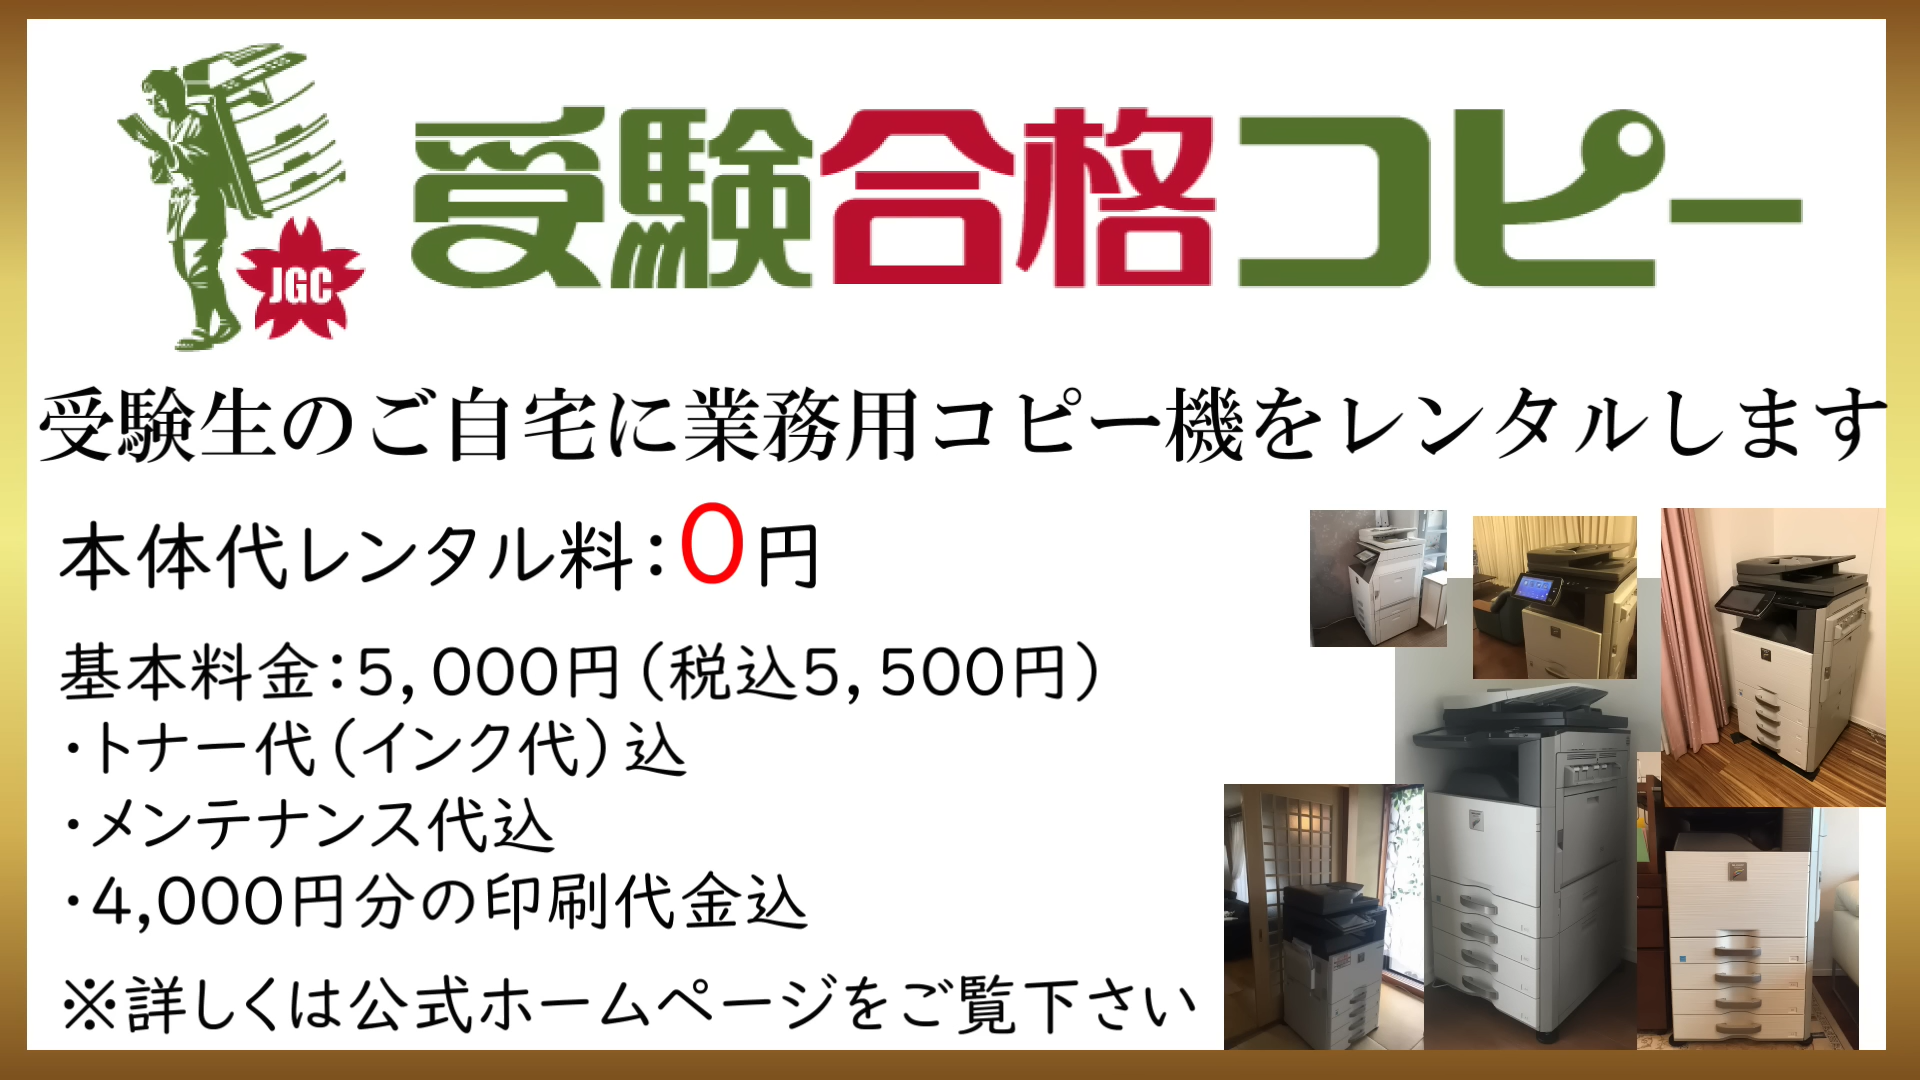 受験合格コピー
JGC
受験生のご自宅に業務用コピー機をレンタルします
本体代レンタル料：0円
基本料金：5,000円（税込5,500円）
・トナー代（インク代）込
・メンテナンス代込
・4,000円分の印刷代金込
※詳しくは公式ホームページをご覧下さい